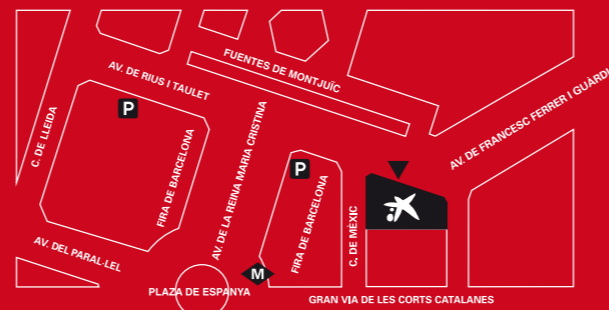 FUENTES DE MONTJUÏC
AV. DE RIUS I TAULET
AV. DE FRANCESC FERRER I GUÀRDI
P
C. DE LLEIDA
FIRA DE BARCELONA
AV. DE LA REINA MARIA CRISTINA
P
FIRA DE BARCELONA
C. DE MÈXIC
AV. DEL PARAL·LEL
M
PLAZA DE ESPANYA
GRAN VIA DE LES CORTS CATALANES